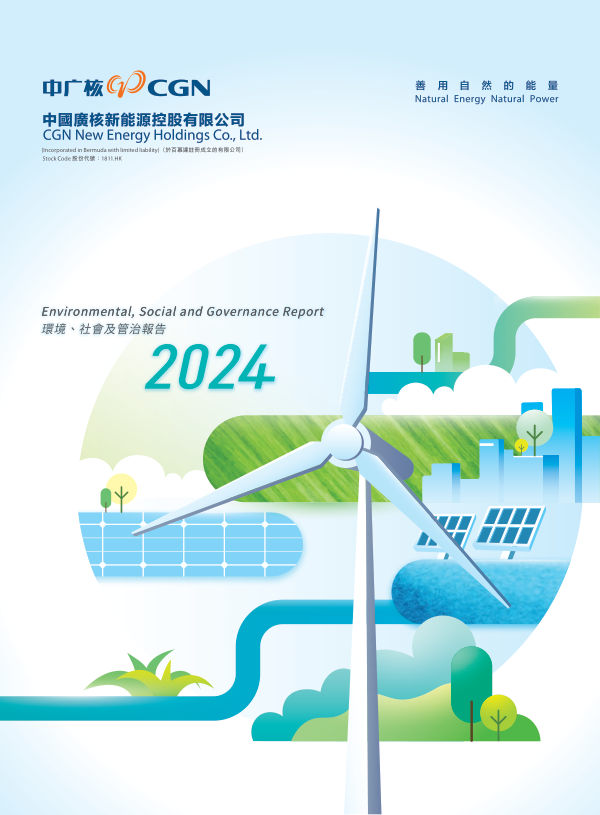 中广核 CGN
善用自然的能量
Natural Energy Natural Power
中國廣核新能源控股有限公司
CGN New Energy Holdings Co., Ltd.
(Incorporated in Bermuda with limited liability)（於百慕達註冊成立的有限公司）
Stock Code 股份代號：1811.HK
Environmental, Social and Governance Report
環境、社會及管治報告
2024